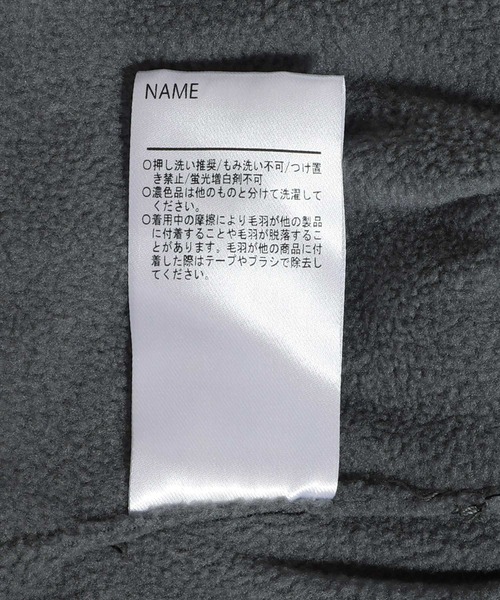 NAME
○押し洗い推奨/もみ洗い不可/つけ置
き禁止/蛍光増白剤不可
○濃色品は他のものと分けて洗濯して
ください。
○着用中の摩擦により毛羽が他の製品
に付着することや毛羽が脱落するこ
とがあります。毛羽が他の商品に付
着した際はテープやブラシで除去し
てください。